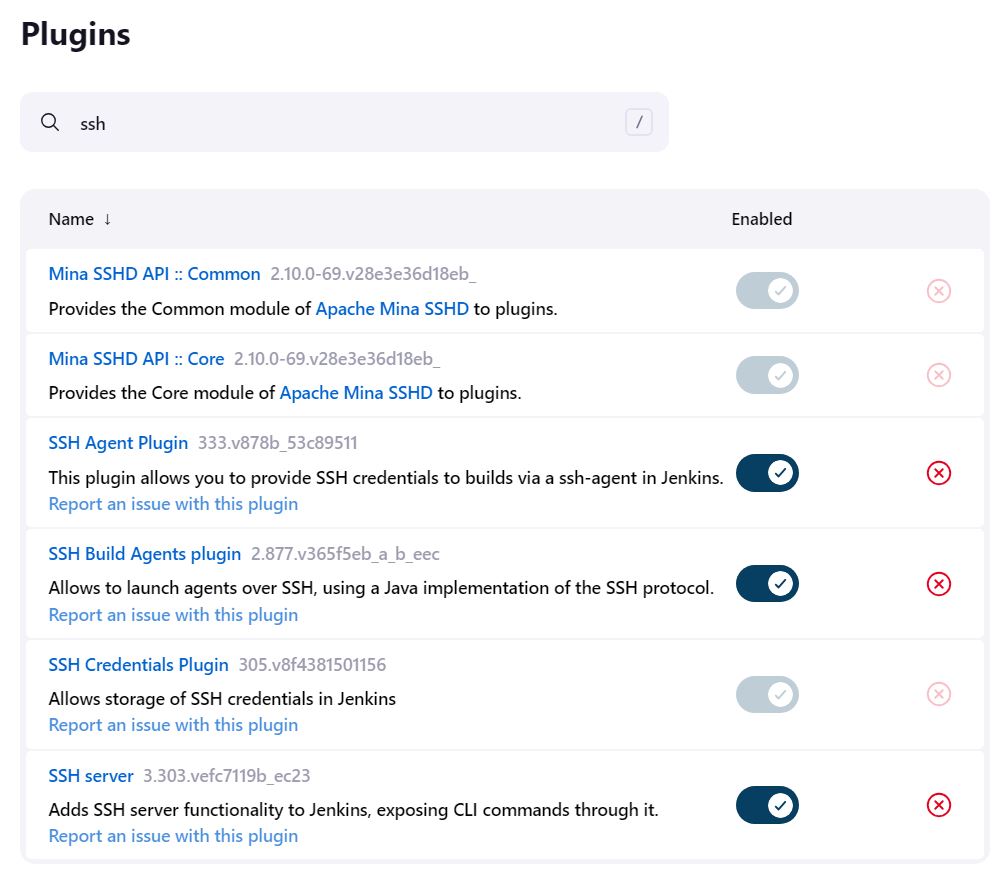 Plugins
ssh /
Name ↓ Enabled
Mina SSHD API :: Common 2.10.0-69.v28e3e36d18eb_
Provides the Common module of Apache Mina SSHD to plugins.
Mina SSHD API :: Core 2.10.0-69.v28e3e36d18eb_
Provides the Core module of Apache Mina SSHD to plugins.
SSH Agent Plugin 333.v878b_53c89511
This plugin allows you to provide SSH credentials to builds via a ssh-agent in Jenkins.
Report an issue with this plugin
SSH Build Agents plugin 2.877.v365f5eb_a_b_eec
Allows to launch agents over SSH, using a Java implementation of the SSH protocol.
Report an issue with this plugin
SSH Credentials Plugin 305.v8f4381501156
Allows storage of SSH credentials in Jenkins
Report an issue with this plugin
SSH server 3.303.vefc7119b_ec23
Adds SSH server functionality to Jenkins, exposing CLI commands through it.
Report an issue with this plugin